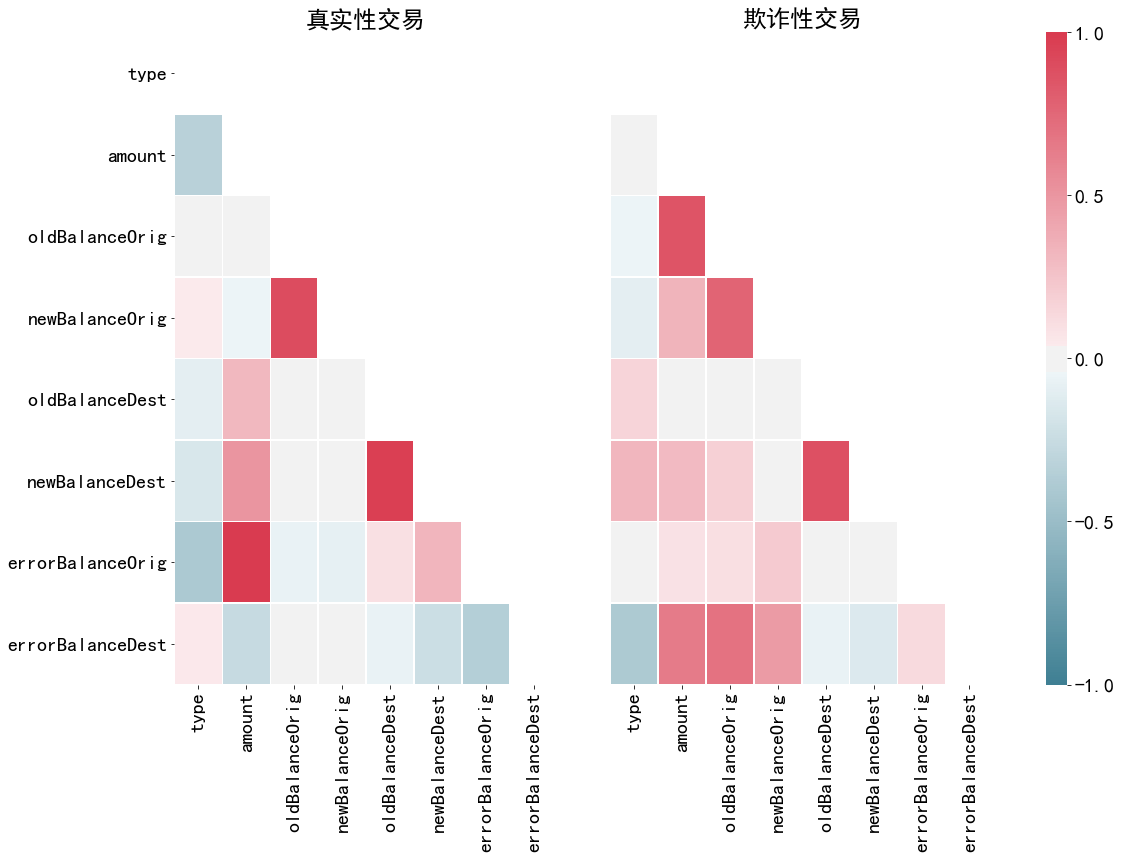 真实性交易
欺诈性交易
type
amount
oldBalanceOrig
newBalanceOrig
oldBalanceDest
newBalanceDest
errorBalanceOrig
errorBalanceDest
type
amount
oldBalanceOrig
newBalanceOrig
oldBalanceDest
newBalanceDest
errorBalanceOrig
errorBalanceDest
type
amount
oldBalanceOrig
newBalanceOrig
oldBalanceDest
newBalanceDest
errorBalanceOrig
errorBalanceDest
1.0
0.5
0.0
−0.5
−1.0